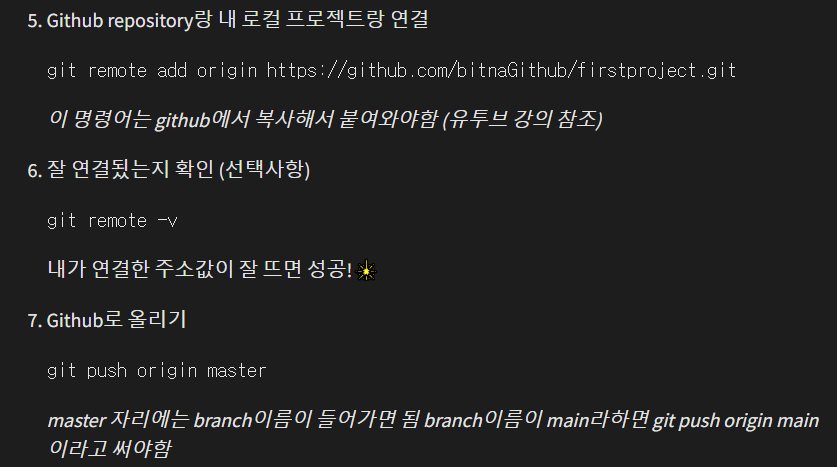 5. Github repository랑 내 로컬 프로젝트랑 연결
git remote add origin https://github.com/bitnaGithub/firstproject.git
이 명령어는 github에서 복사해서 붙여와야함 (유투브 강의 참조)
6. 잘 연결됐는지 확인 (선택사항)
git remote -v
내가 연결한 주소값이 잘 뜨면 성공!
7. Github로 올리기
git push origin master
master 자리에는 branch이름이 들어가면 됨 branch이름이 main라하면 git push origin main
이라고 써야함